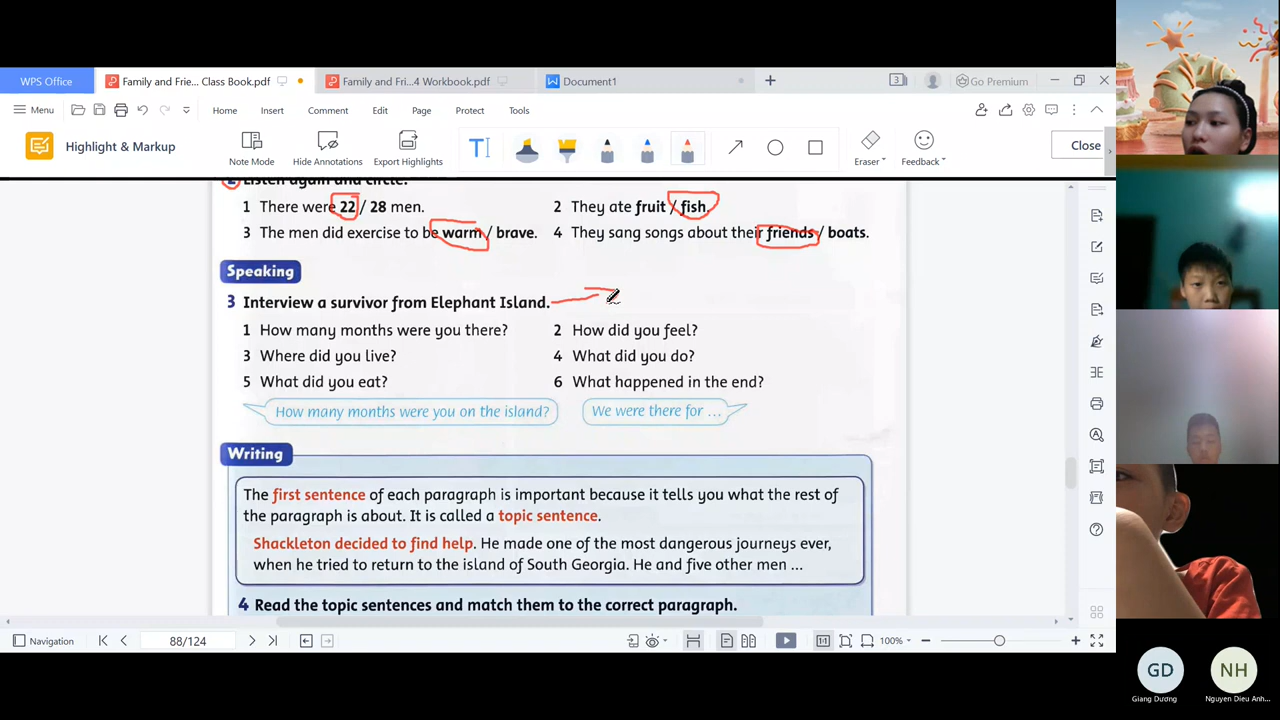 WPS Office
Family and Frie... Class Book.pdf
Family and Fri...4 Workbook.pdf
Document1
3
Go Premium
Menu
Home
Insert
Comment
Edit
Page
Protect
Tools
Highlight & Markup
Note Mode
Hide Annotations
Export Highlights
Eraser
Feedback
Close
2 Listen again and circle.
1 There were 22 / 28 men.
2 They ate fruit / fish.
3 The men did exercise to be warm / brave.
4 They sang songs about their friends / boats.
Speaking
3 Interview a survivor from Elephant Island.
1 How many months were you there?
2 How did you feel?
3 Where did you live?
4 What did you do?
5 What did you eat?
6 What happened in the end?
How many months were you on the island?
We were there for ...
Writing
The first sentence of each paragraph is important because it tells you what the rest of
the paragraph is about. It is called a topic sentence.
Shackleton decided to find help. He made one of the most dangerous journeys ever,
when he tried to return to the island of South Georgia. He and five other men ...
4 Read the topic sentences and match them to the correct paragraph.
Navigation
88/124
100%
GD
Giang Dương
NH
Nguyen Dieu Anh...